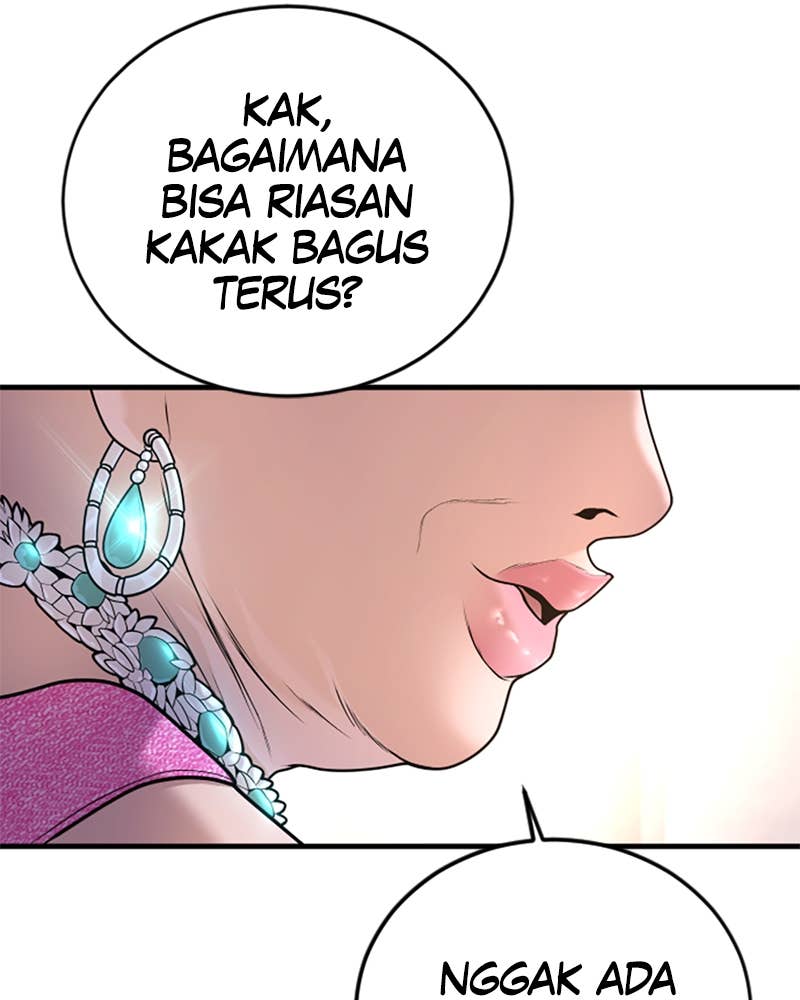 KAK,
BAGAIMANA
BISA RIASAN
KAKAK BAGUS
TERUS?
NGGAK ADA